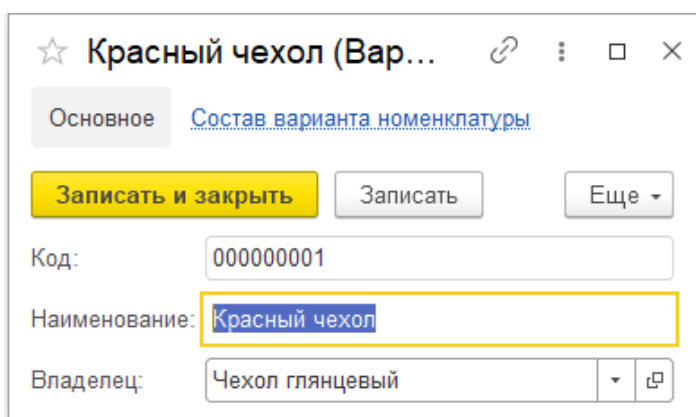 Красный чехол (Вар...
Основное Состав варианта номенклатуры
Записать и закрыть Записать Еще
Код: 000000001
Наименование: Красный чехол
Владелец: Чехол глянцевый